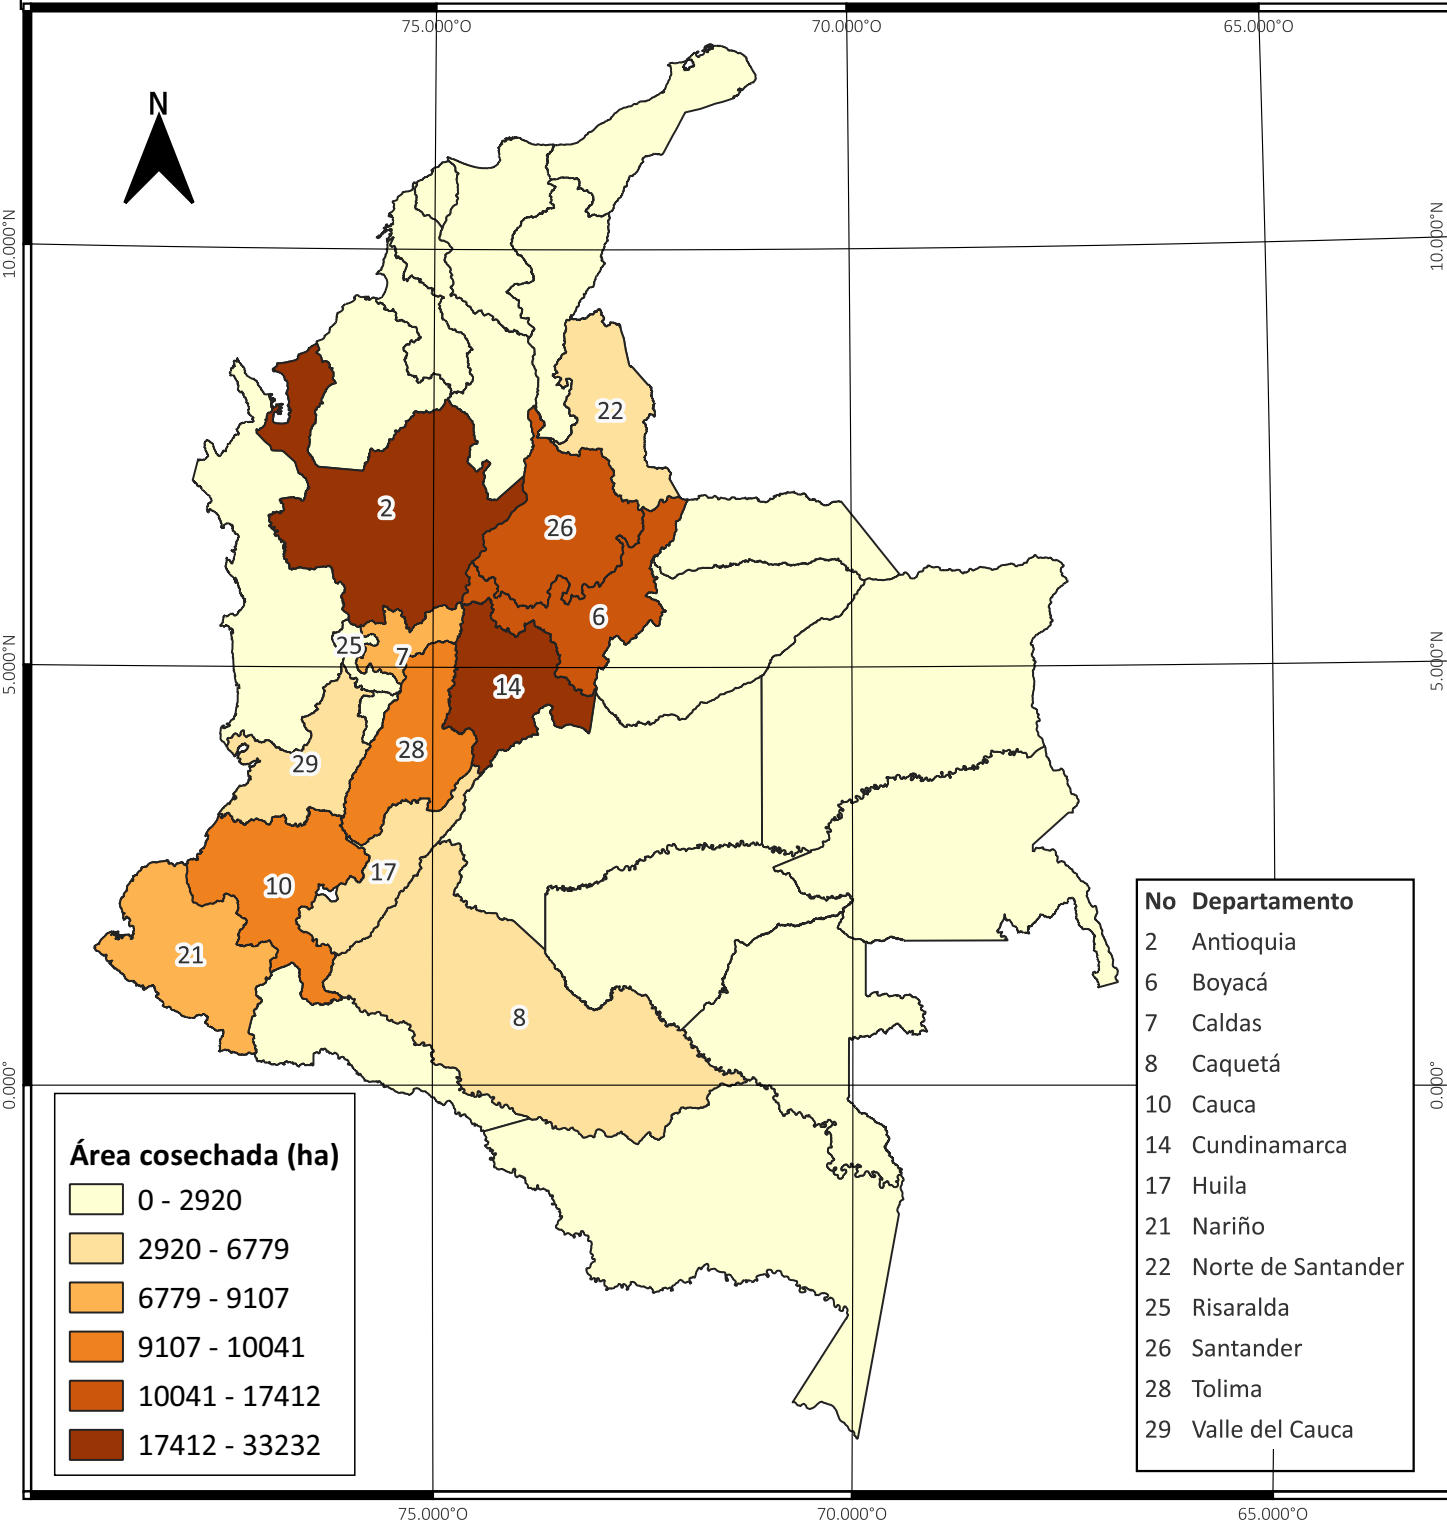 75.000°O 70.000°O 65.000°O
N
10.000°N
10.000°N
22
2
26
6
25
7
5.000°N
5.000°N
14
28
29
17
10
21
8
0.000°
0.000°
No Departamento
2 Antioquia
6 Boyacá
7 Caldas
8 Caquetá
10 Cauca
14 Cundinamarca
17 Huila
21 Nariño
22 Norte de Santander
25 Risaralda
26 Santander
28 Tolima
29 Valle del Cauca
Área cosechada (ha)
0 - 2920
2920 - 6779
6779 - 9107
9107 - 10041
10041 - 17412
17412 - 33232
75.000°O 70.000°O 65.000°O